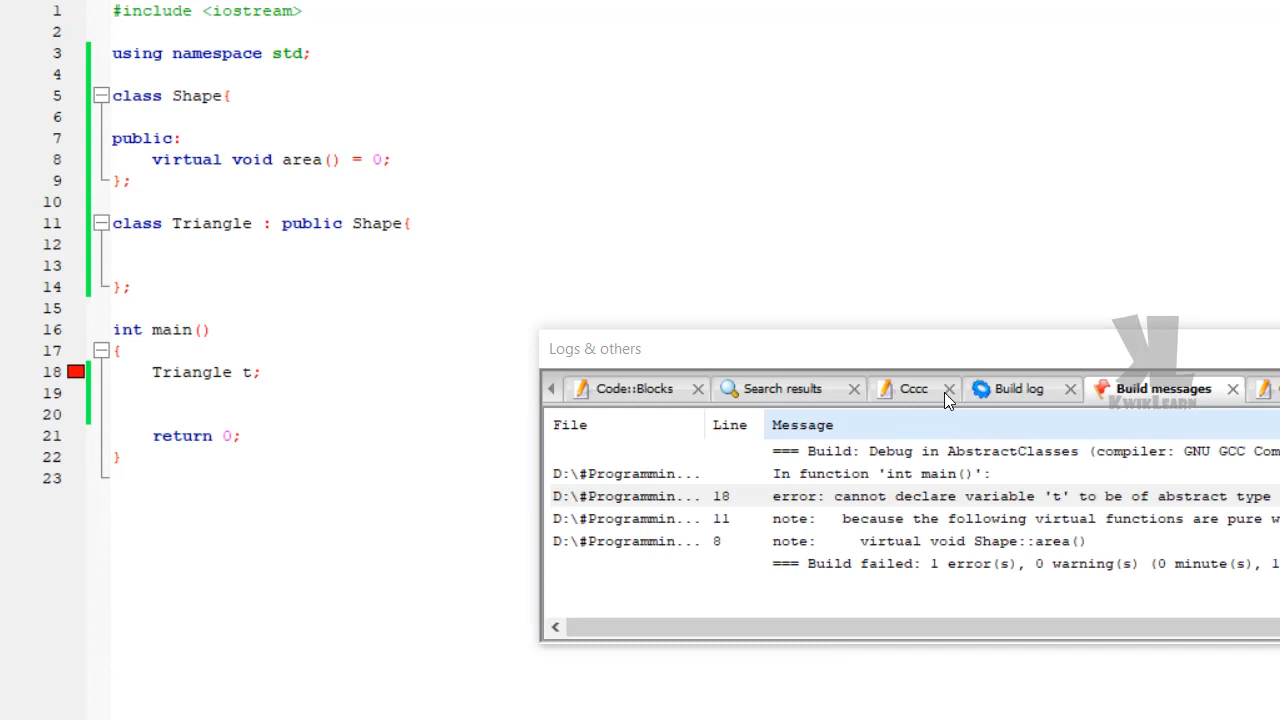 1 #include <iostream>
2
3 using namespace std;
4
5 class Shape{
6
7 public:
8     virtual void area() = 0;
9 };
10
11 class Triangle : public Shape{
12
13
14 };
15
16 int main()
17 {
18     Triangle t;
19
20
21     return 0;
22 }
23
Logs & others
Code::Blocks Search results Cccc Build log Build messages
KwikLearn
File Line Message
=== Build: Debug in AbstractClasses (compiler: GNU GCC Com
D:\#Programmin... In function 'int main()':
D:\#Programmin... 18 error: cannot declare variable 't' to be of abstract type
D:\#Programmin... 11 note:   because the following virtual functions are pure
D:\#Programmin... 8 note:     virtual void Shape::area()
=== Build failed: 1 error(s), 0 warning(s) (0 minute(s), 1